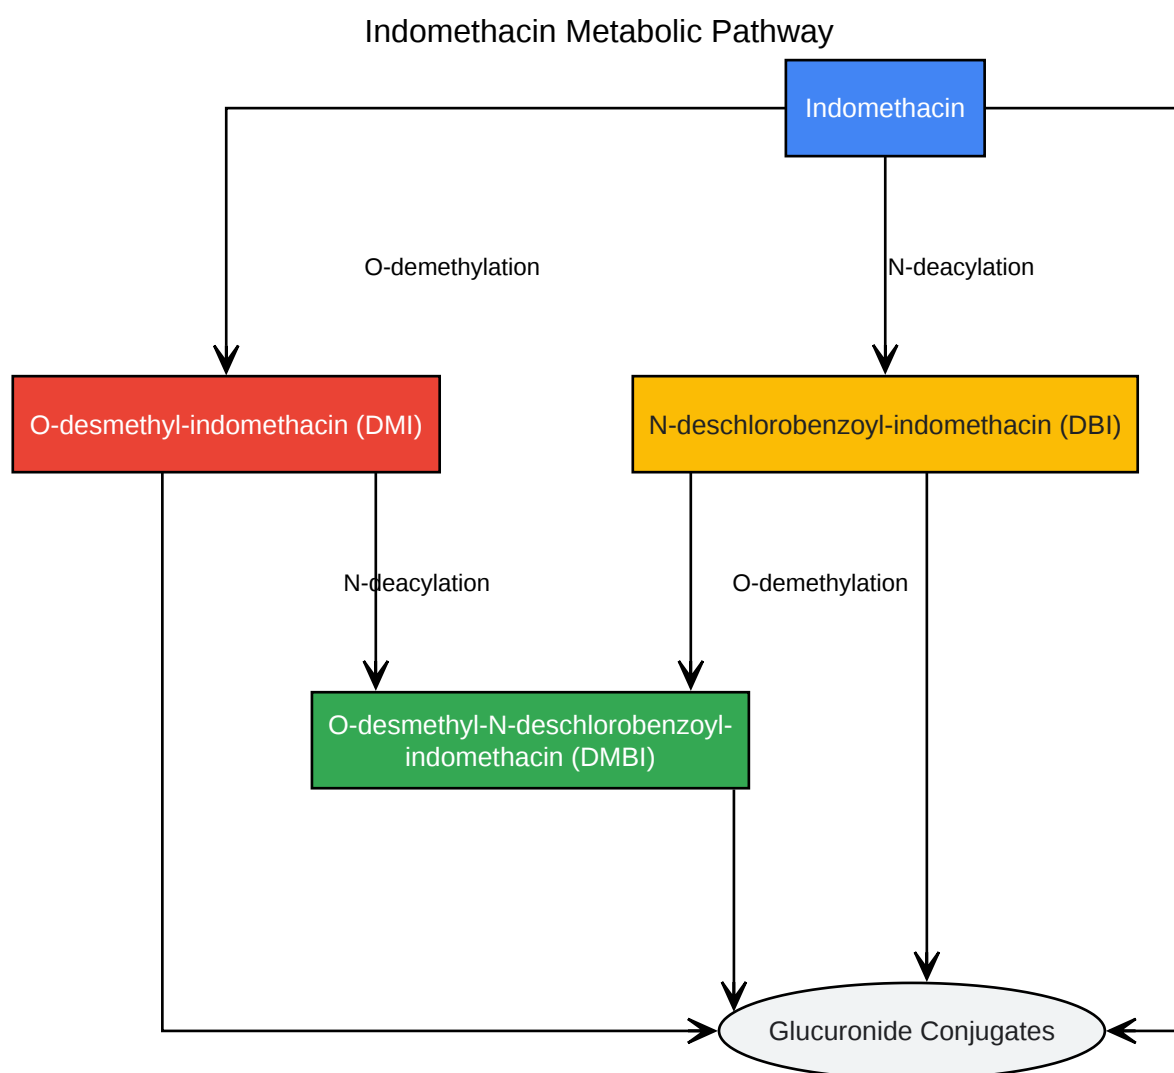 Indomethacin Metabolic Pathway
Indomethacin
O-demethylation
N-deacylation
O-desmethyl-indomethacin (DMI)
N-deschlorobenzoyl-indomethacin (DBI)
N-deacylation
O-demethylation
O-desmethyl-N-deschlorobenzoyl-
indomethacin (DMBI)
Glucuronide Conjugates